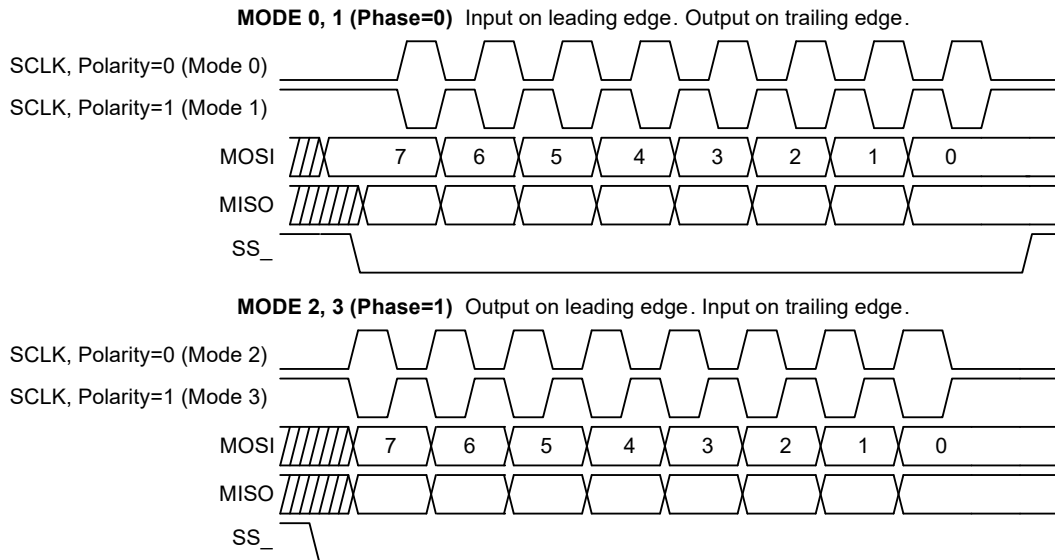 MODE 0, 1 (Phase=0) Input on leading edge. Output on trailing edge.
SCLK, Polarity=0 (Mode 0)
SCLK, Polarity=1 (Mode 1)
MOSI 7 6 5 4 3 2 1 0
MISO
SS_
MODE 2, 3 (Phase=1) Output on leading edge. Input on trailing edge.
SCLK, Polarity=0 (Mode 2)
SCLK, Polarity=1 (Mode 3)
MOSI 7 6 5 4 3 2 1 0
MISO
SS_